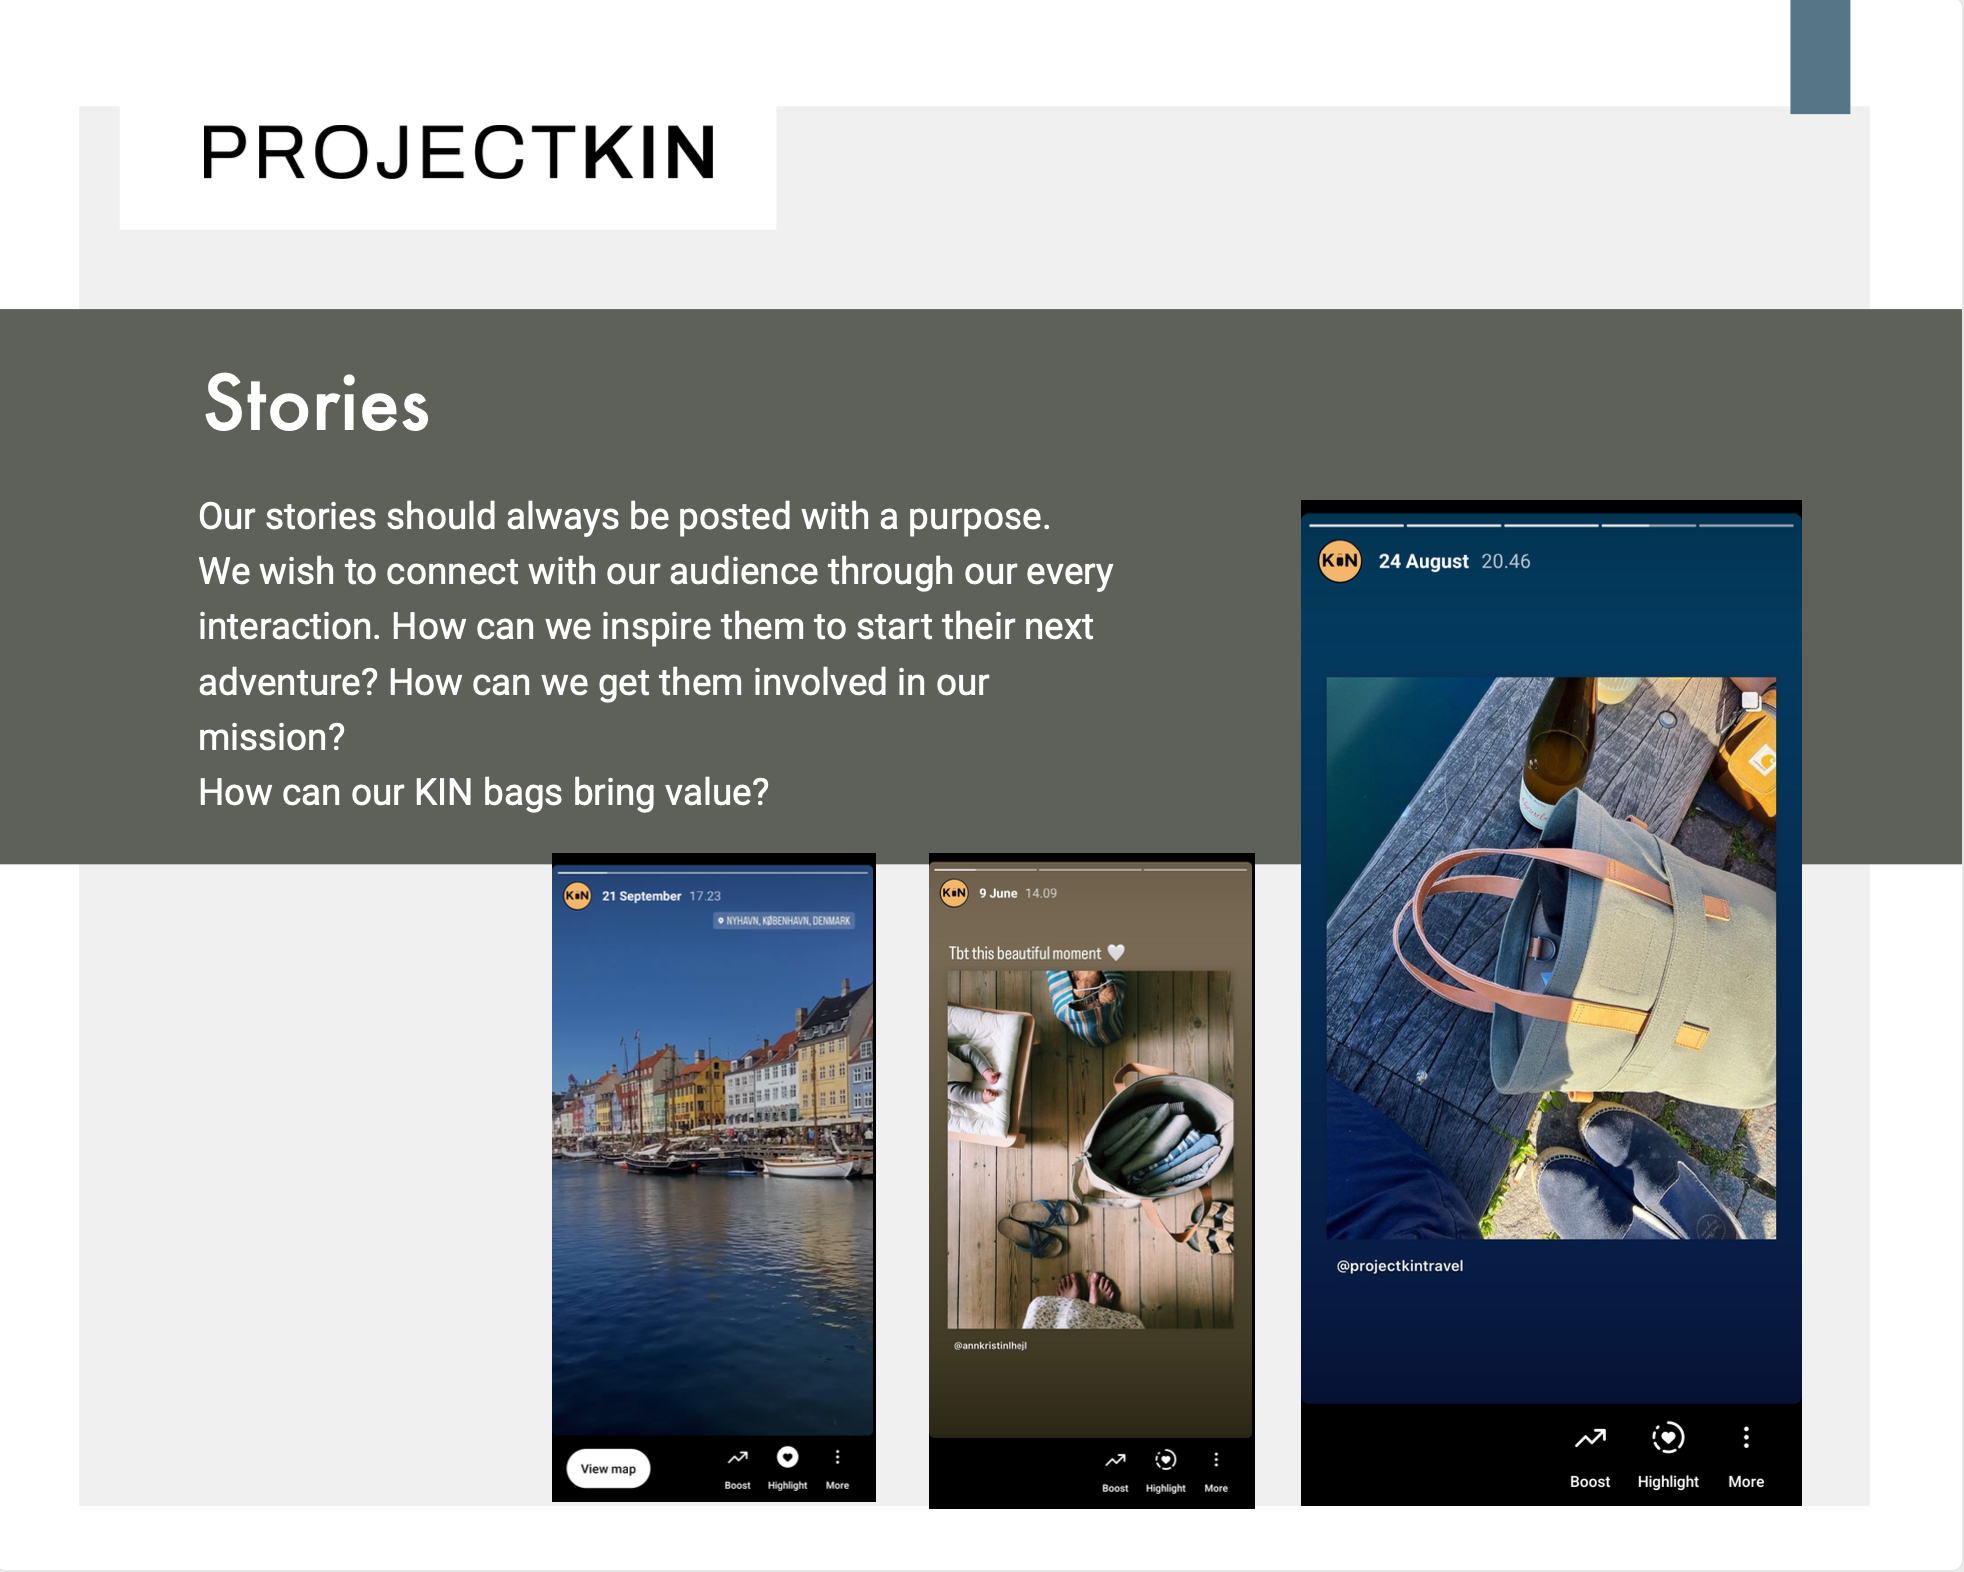 PROJECTKIN
Stories
Our stories should always be posted with a purpose.
We wish to connect with our audience through our every
interaction. How can we inspire them to start their next
adventure? How can we get them involved in our
mission?
How can our KIN bags bring value?
KIN 21 September 17.23
NYHAVN, KØBENHAVN, DENMARK
View map
Boost Highlight More
KIN 9 June 14.09
Tbt this beautiful moment 🤍
@annkristinlhejl
Boost Highlight More
KIN 24 August 20.46
@projectkintravel
Boost Highlight More